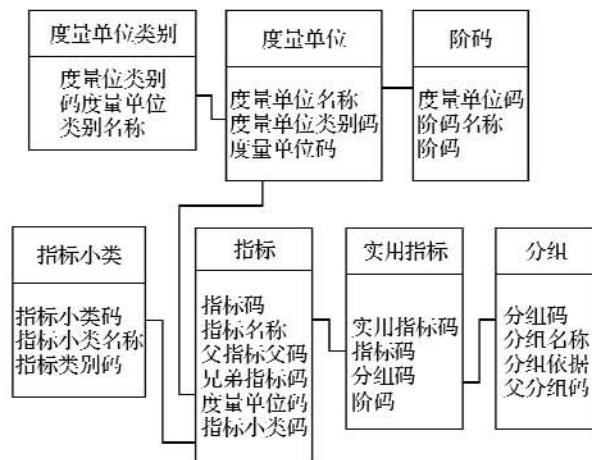 度量单位类别
度量位类别
码度量单位
类别名称
度量单位
度量单位名称
度量单位类别码
度量单位码
阶码
度量单位码
阶码名称
阶码
指标小类
指标小类码
指标小类名称
指标类别码
指标
指标码
指标名称
父指标父码
兄弟指标码
度量单位码
指标小类码
实用指标
实用指标码
指标码
分组码
阶码
分组
分组码
分组名称
分组依据
父分组码